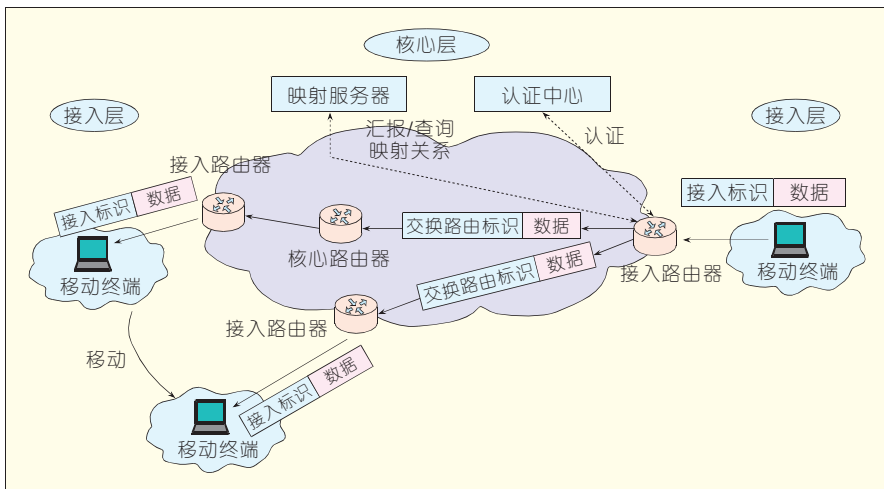 核心层
映射服务器
认证中心
接入层
接入层
汇报/查询
映射关系
认证
接入路由器
接入标识 数据
接入标识 数据
交换路由标识 数据
核心路由器
接入路由器
移动终端
移动终端
交换路由标识 数据
接入路由器
移动
接入标识 数据
移动终端